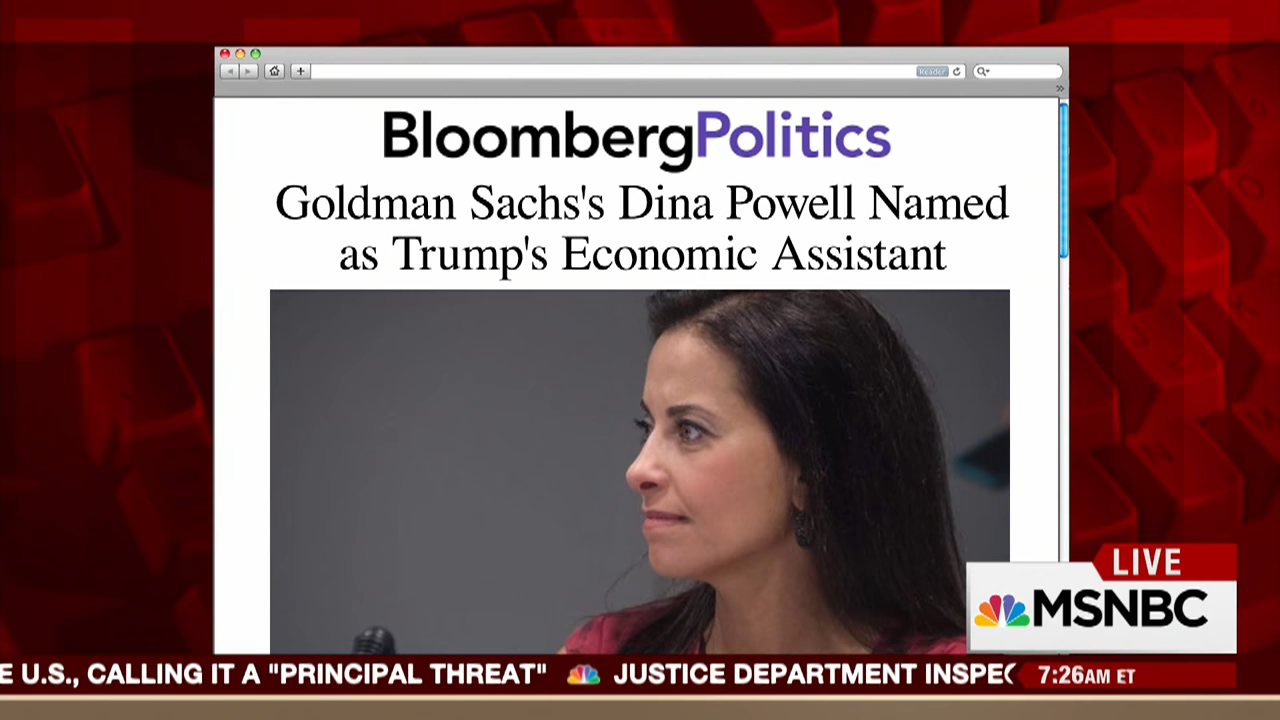 Reader
BloombergPolitics
Goldman Sachs's Dina Powell Named
as Trump's Economic Assistant
LIVE
MSNBC
E U.S., CALLING IT A "PRINCIPAL THREAT" JUSTICE DEPARTMENT INSPEC 7:26AM ET